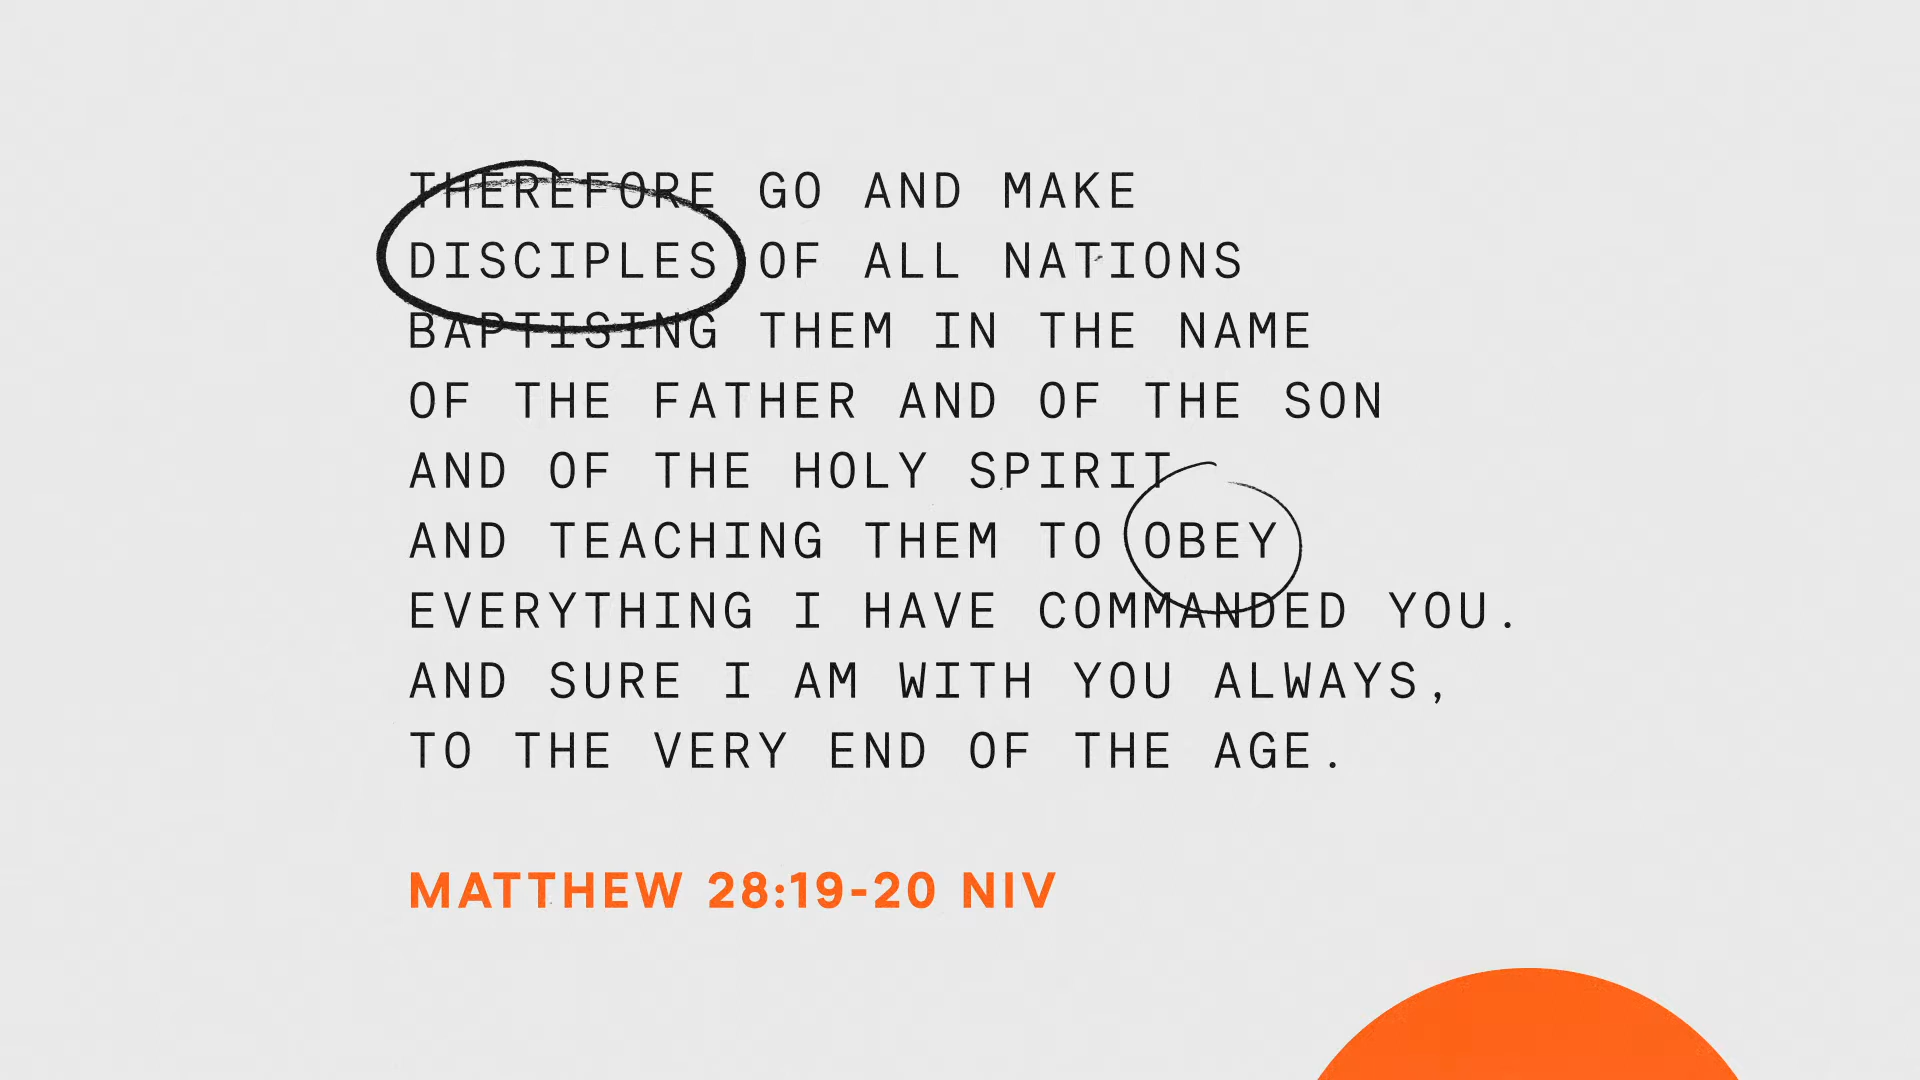 THEREFORE GO AND MAKE
DISCIPLES OF ALL NATIONS
BAPTISING THEM IN THE NAME
OF THE FATHER AND OF THE SON
AND OF THE HOLY SPIRIT
AND TEACHING THEM TO OBEY
EVERYTHING I HAVE COMMANDED YOU.
AND SURE I AM WITH YOU ALWAYS,
TO THE VERY END OF THE AGE.
MATTHEW 28:19-20 NIV